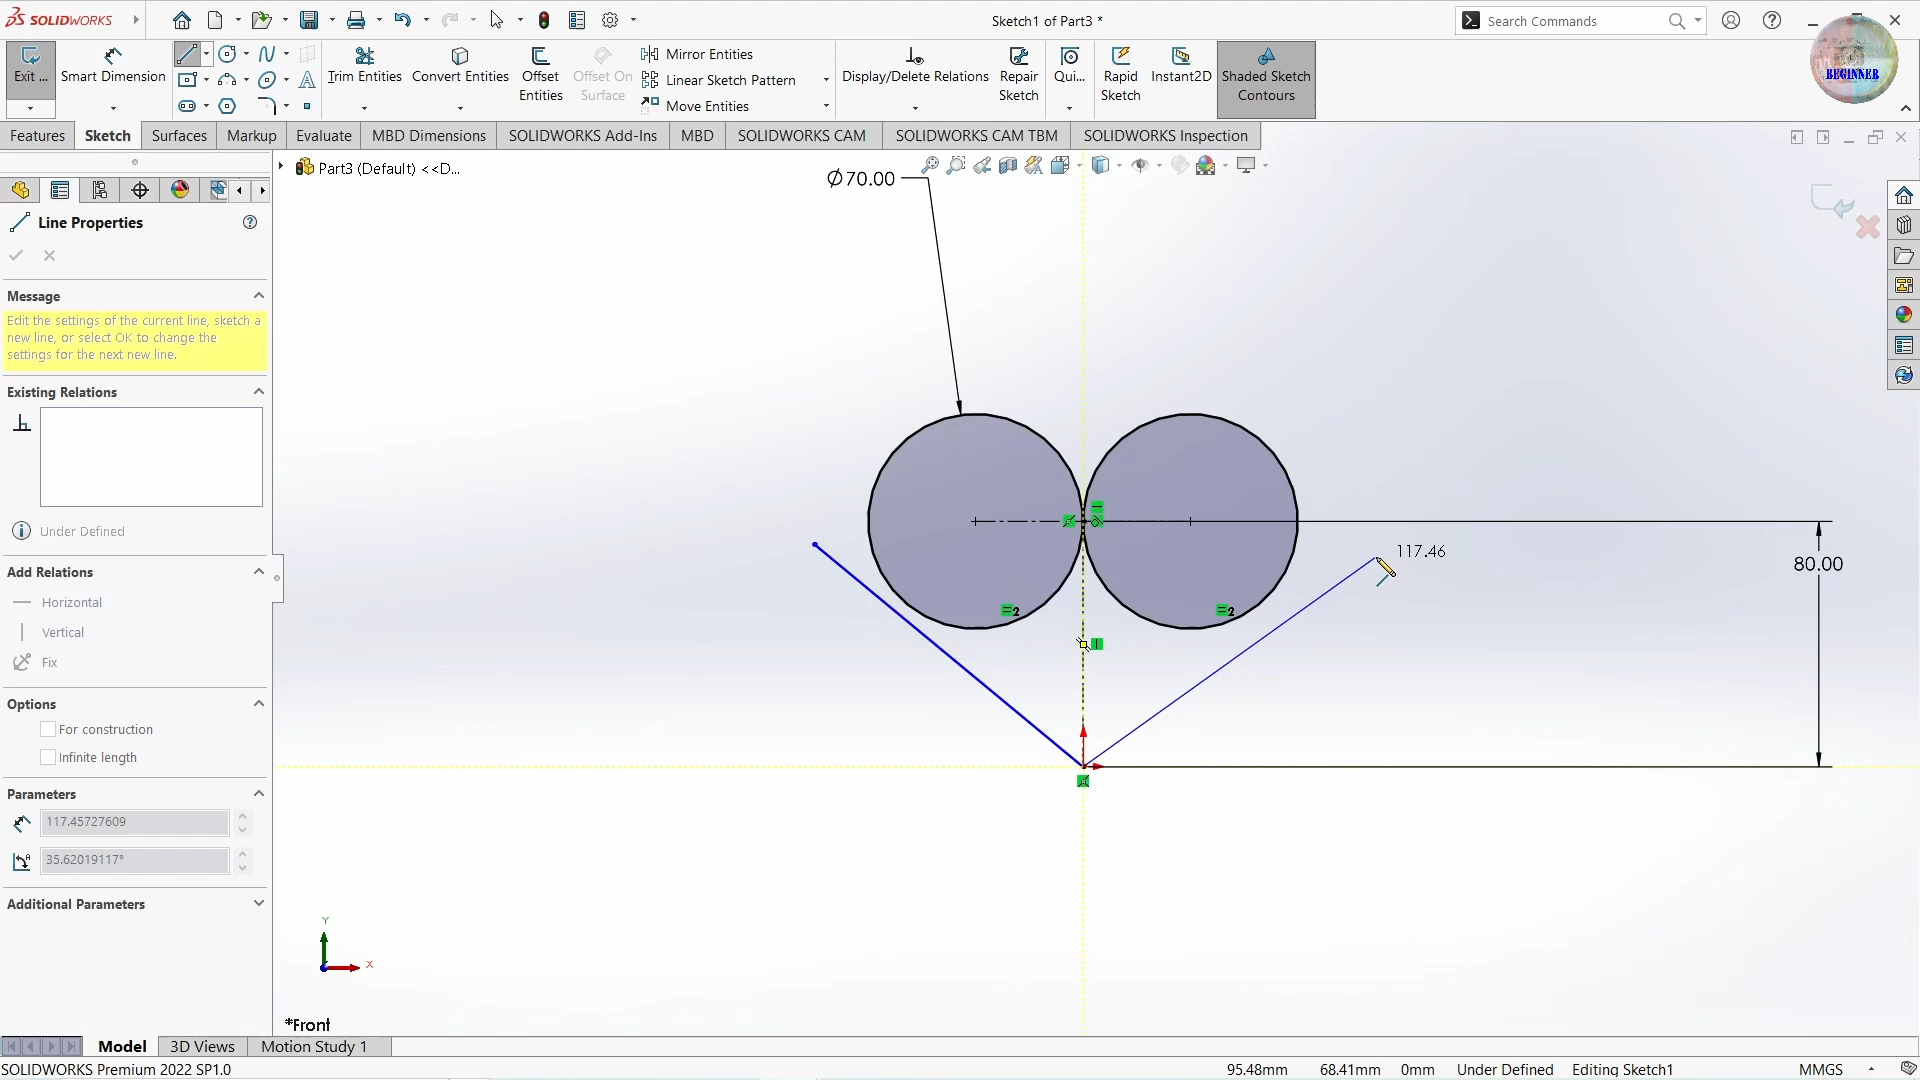 SOLIDWORKS
Sketch1 of Part3 *
Search Commands
BEGINNER
Exit ...
Smart Dimension
Trim Entities
Convert Entities
Offset Entities
Offset On Surface
Mirror Entities
Linear Sketch Pattern
Move Entities
Display/Delete Relations
Repair Sketch
Qui...
Rapid Sketch
Instant2D
Shaded Sketch Contours
Features
Sketch
Surfaces
Markup
Evaluate
MBD Dimensions
SOLIDWORKS Add-Ins
MBD
SOLIDWORKS CAM
SOLIDWORKS CAM TBM
SOLIDWORKS Inspection
Part3 (Default) <<D...
Line Properties
Message
Edit the settings of the current line, sketch a
new line, or select OK to change the
settings for the next new line.
Existing Relations
Under Defined
Add Relations
Horizontal
Vertical
Fix
Options
For construction
Infinite length
Parameters
117.45727609
35.62019117°
Additional Parameters
Ø70.00
117.46
80.00
2
2
Y
X
*Front
Model
3D Views
Motion Study 1
SOLIDWORKS Premium 2022 SP1.0
95.48mm
68.41mm
0mm
Under Defined
Editing Sketch1
MMGS